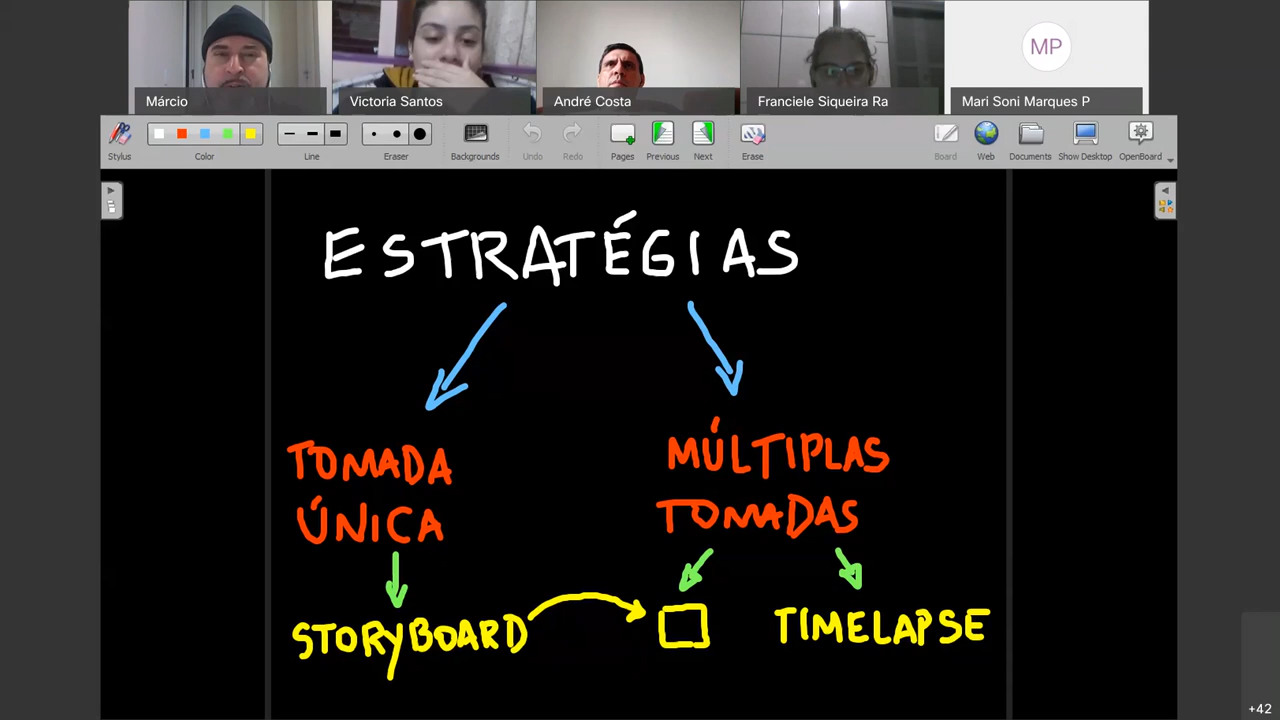 MP
Márcio
Victoria Santos
André Costa
Franciele Siqueira Ra
Mari Soni Marques P
Stylus
Color
Line
Eraser
Backgrounds
Undo
Redo
Pages
Previous
Next
Erase
Board
Web
Documents
Show Desktop
OpenBoard
ESTRATÉGIAS
TOMADA
ÚNICA
MÚLTIPLAS
TOMADAS
STORYBOARD
TIMELAPSE
+42